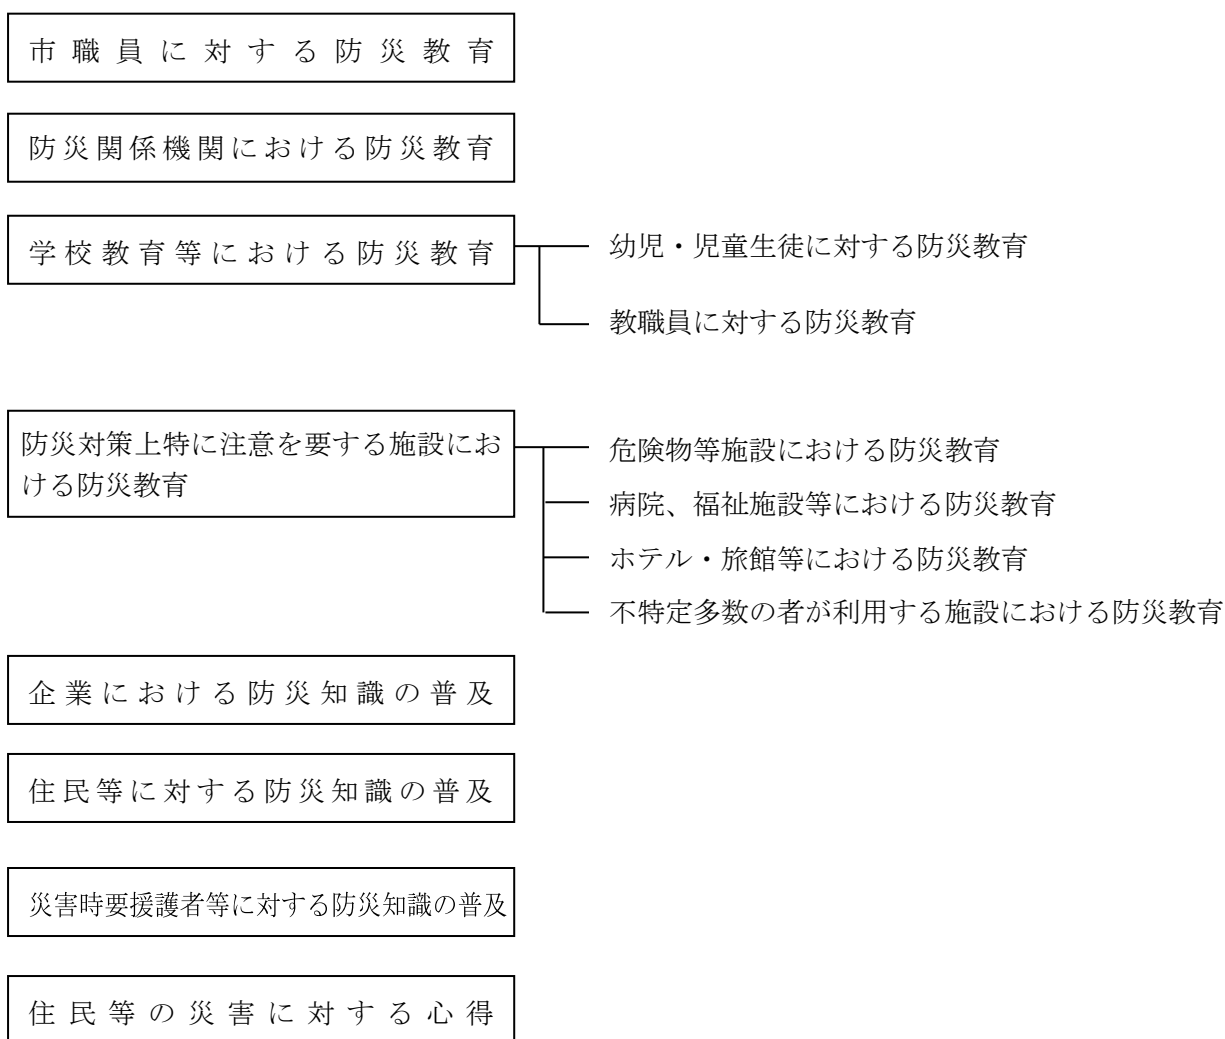 市職員に対する防災教育
防災関係機関における防災教育
学校教育等における防災教育
幼児・児童生徒に対する防災教育
教職員に対する防災教育
防災対策上特に注意を要する施設にお
ける防災教育
危険物等施設における防災教育
病院、福祉施設等における防災教育
ホテル・旅館等における防災教育
不特定多数の者が利用する施設における防災教育
企業における防災知識の普及
住民等に対する防災知識の普及
災害時要援護者等に対する防災知識の普及
住民等の災害に対する心得